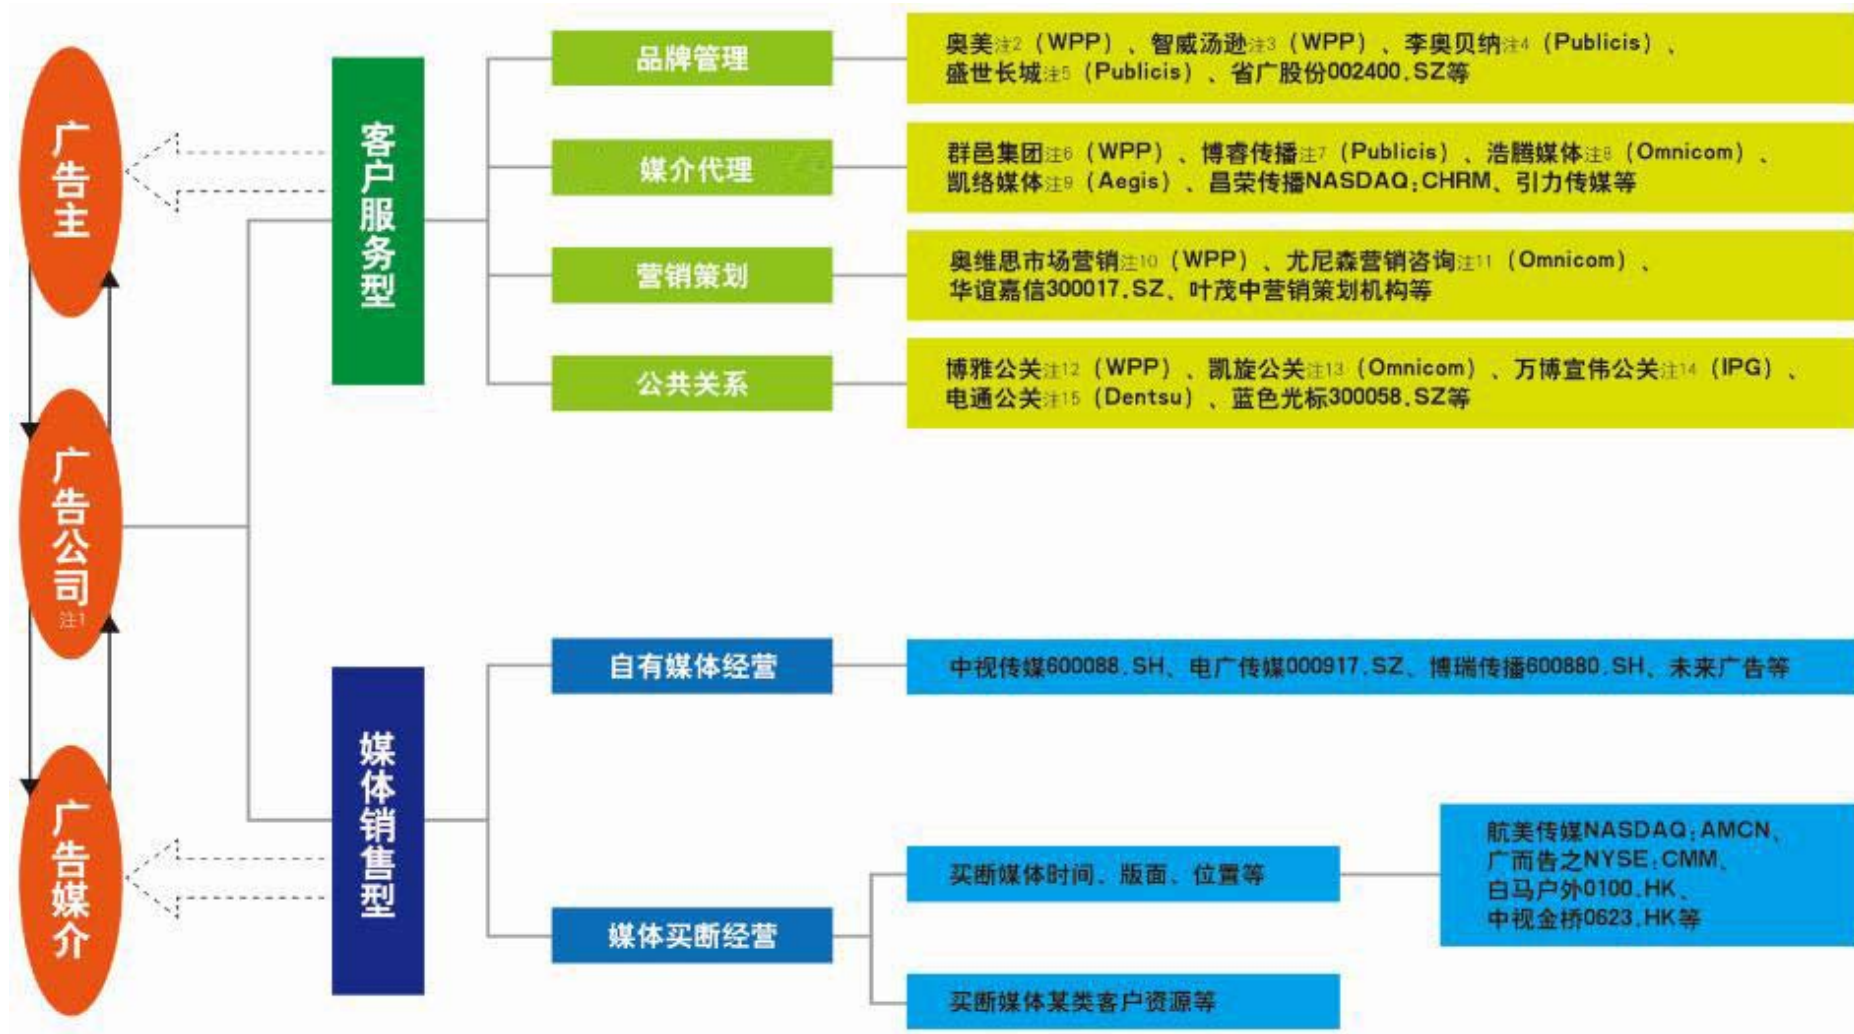 广告主
广告公司
注1
广告媒介
客户服务型
品牌管理
奥美注2（WPP）、智威汤逊注3（WPP）、李奥贝纳注4（Publicis）、
盛世长城注5（Publicis）、省广股份002400.SZ等
媒介代理
群邑集团注6（WPP）、博睿传播注7（Publicis）、浩腾媒体注8（Omnicom）、
凯络媒体注9（Aegis）、昌荣传播NASDAQ:CHRM、引力传媒等
营销策划
奥维思市场营销注10（WPP）、尤尼森营销咨询注11（Omnicom）、
华谊嘉信300017.SZ、叶茂中营销策划机构等
公共关系
博雅公关注12（WPP）、凯旋公关注13（Omnicom）、万博宣伟公关注14（IPG）、
电通公关注15（Dentsu）、蓝色光标300058.SZ等
媒体销售型
自有媒体经营
中视传媒600088.SH、电广传媒000917.SZ、博瑞传播600880.SH、未来广告等
媒体买断经营
买断媒体时间、版面、位置等
航美传媒NASDAQ:AMCN、
广而告之NYSE:CMM、
白马户外0100.HK、
中视金桥0623.HK等
买断媒体某类客户资源等